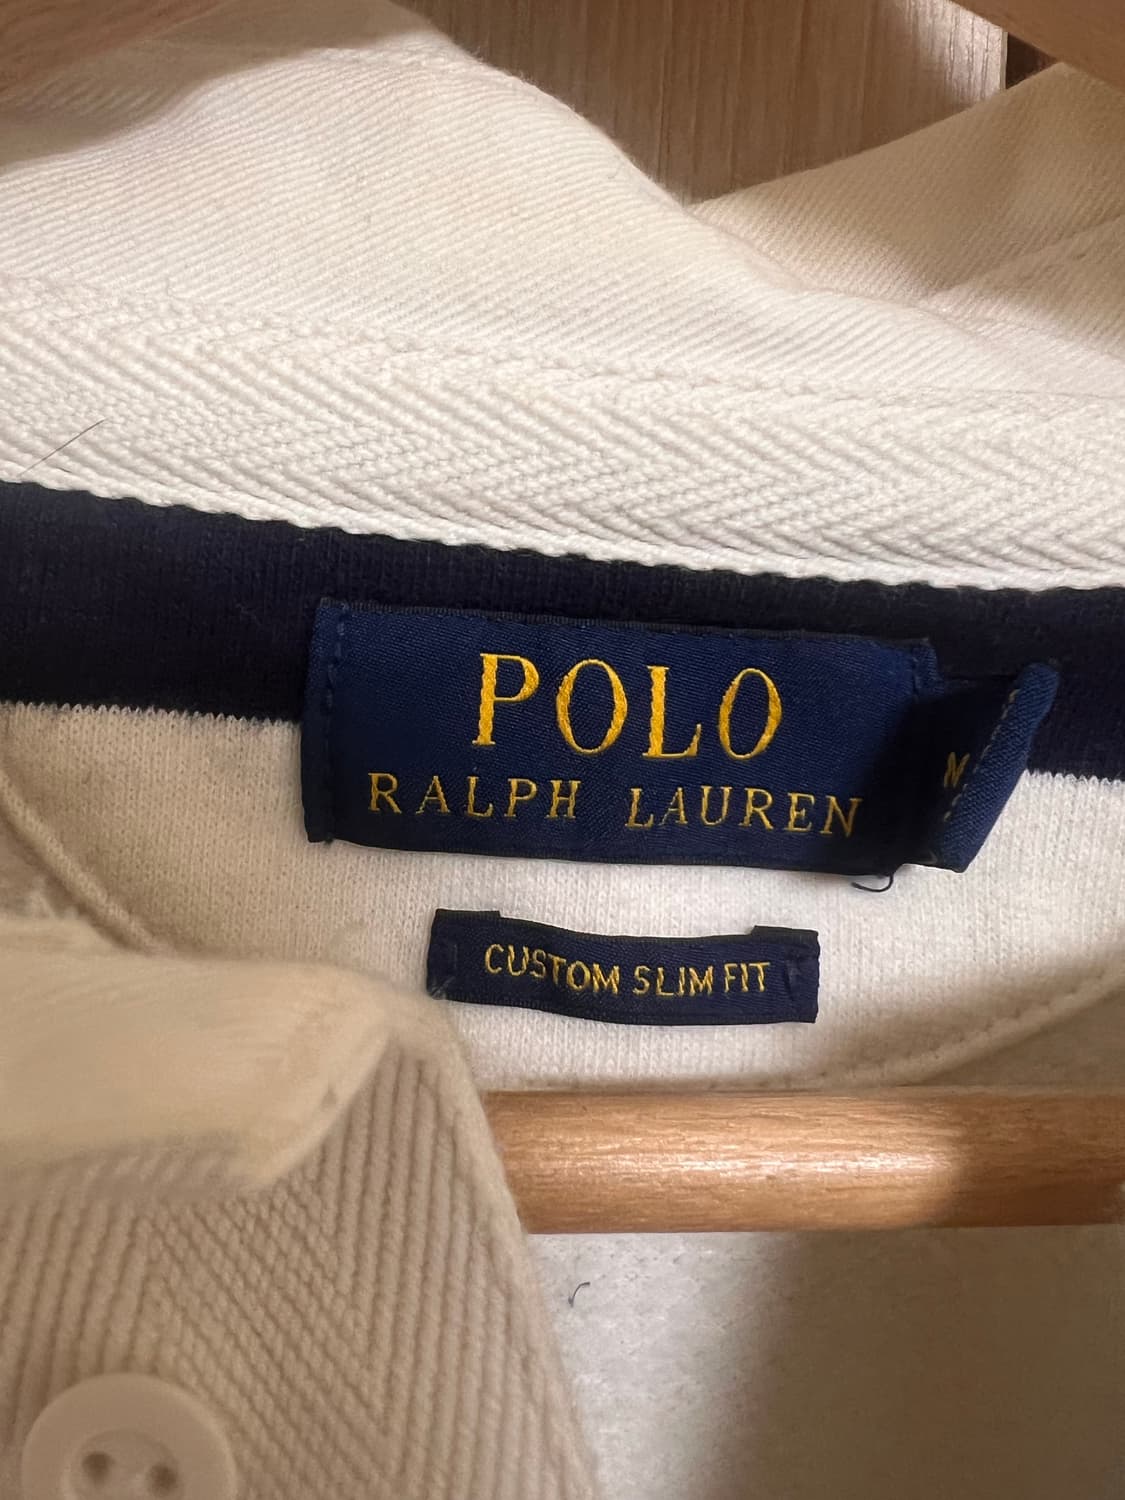 POLO
RALPH LAUREN
M
CUSTOM SLIM FIT